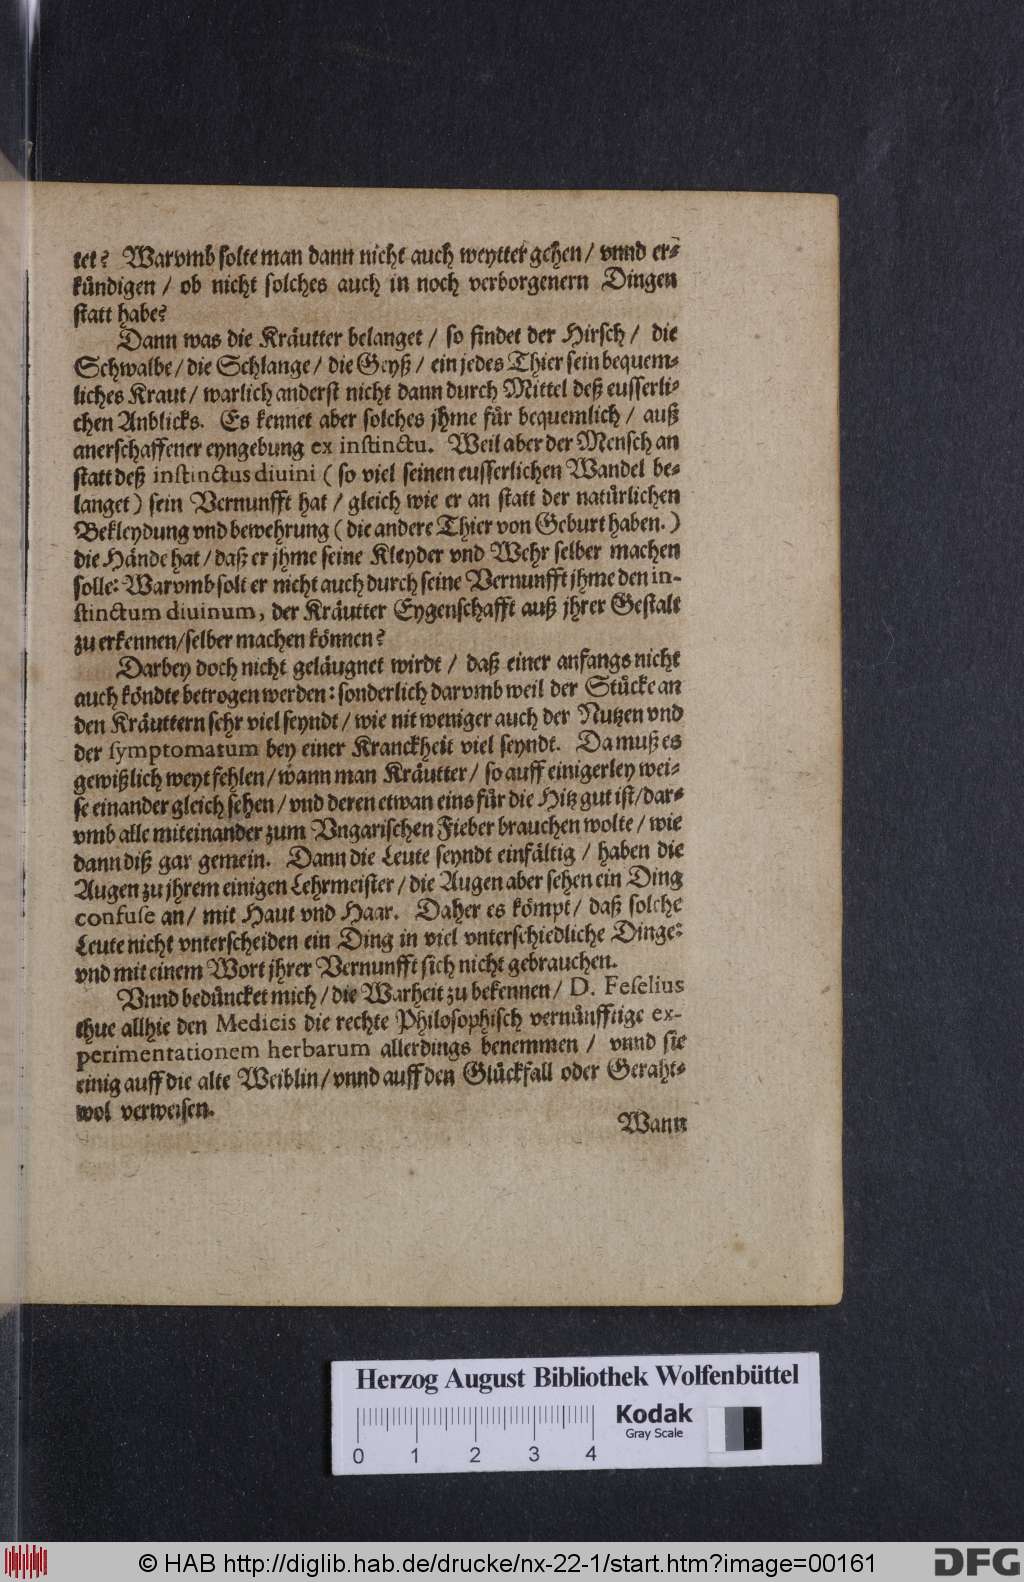 tet? Warvmb solte man dann nicht auch weytter gehen / vnnd er⸗
kündigen / ob nicht solches auch in noch verborgenern Dingen
statt habe?
Dann was die Kräutter belanget / so findet der Hirsch / die
Schwalbe / die Schlange / die Geyß / ein jedes Thier sein bequem⸗
liches Kraut / warlich anderst nicht dann durch Mittel deß eusserli⸗
chen Anblicks. Es kennet aber solches jhme für bequemlich / auß
anerschaffener eyngebung ex instinctu. Weil aber der Mensch an
statt deß instinctus diuini ( so viel seinen eusserlichen Wandel be⸗
langet ) sein Vernunfft hat / gleich wie er an statt der natürlichen
Bekleydung vnd bewehrung ( die andere Thier von Geburt haben. )
die Hände hat / daß er jhme seine Kleyder vnd Wehr selber machen
solle: Warvmb solt er nicht auch durch seine Vernunfft jhme den in-
stinctum diuinum, der Kräutter Eygenschafft auß jhrer Gestalt
zu erkennen / selber machen können?
Darbey doch nicht geläugnet wirdt / daß einer anfangs nicht
auch köndte betrogen werden: sonderlich darvmb weil der Stücke an
den Kräuttern sehr viel seyndt / wie nit weniger auch der Nutzen vnd
der symptomatum bey einer Kranckheit viel seyndt. Da muß es
gewißlich weyt fehlen / wann man Kräutter / so auff einigerley wei⸗
se einander gleich sehen / vnd deren etwan eins für die Hitz gut ist / dar⸗
vmb alle miteinander zum Vngarischen Fieber brauchen wolte / wie
dann diß gar gemein. Dann die Leute seyndt einfältig / haben die
Augen zu jhrem einigen Lehrmeister / die Augen aber sehen ein Ding
confuse an / mit Haut vnd Haar. Daher es kömpt / daß solche
Leute nicht vnterscheiden ein Ding in viel vnterschiedliche Dinge:
vnd mit einem Wort jhrer Vernunfft sich nicht gebrauchen.
Vnnd bedüncket mich / die Warheit zu bekennen / D. Feselius
thue allhie den Medicis die rechte Philosophisch vernünfftige ex-
perimentationem herbarum allerdings benemmen / vnnd sie
einig auff die alte Weiblin / vnnd auff den Glückfall oder Geraht⸗
wol verweisen.
Wann
Herzog August Bibliothek Wolfenbüttel
Kodak
Gray Scale
0 1 2 3 4
© HAB http://diglib.hab.de/drucke/nx-22-1/start.htm?image=00161
DFG